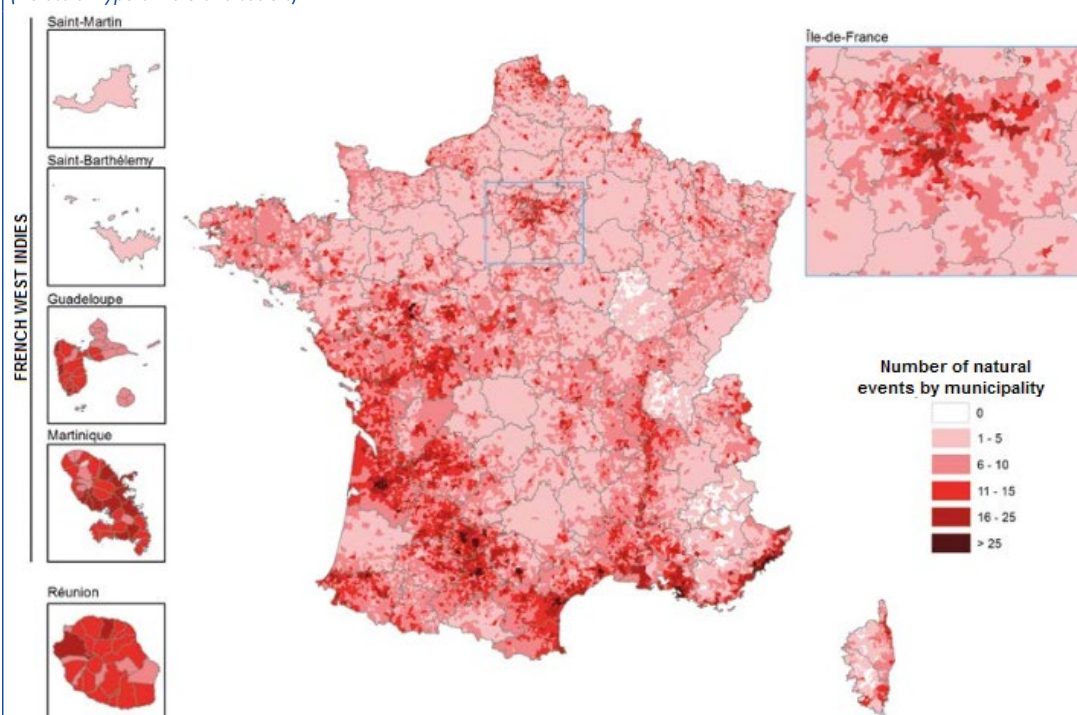 Saint-Martin
Île-de-France
Saint-Barthélemy
FRENCH WEST INDIES
Guadeloupe
Martinique
Réunion
Number of natural
events by municipality
0
1 - 5
6 - 10
11 - 15
16 - 25
> 25